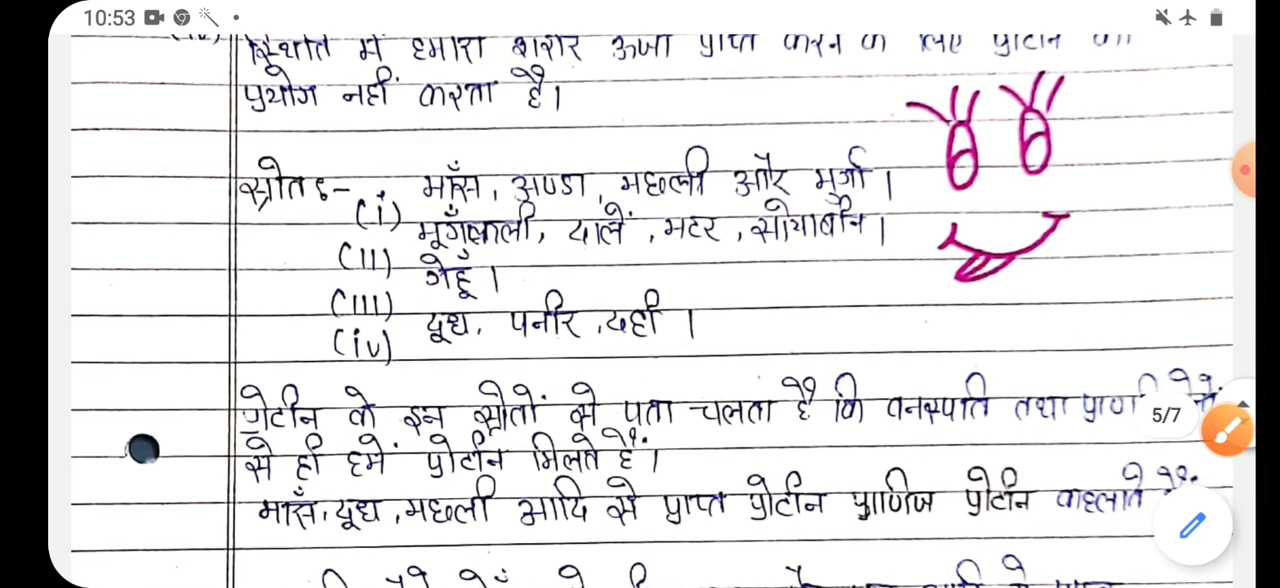 10:53
स्थिति में हमारा शरीर ऊर्जा प्राप्त करने के लिए प्रोटीन का
प्रयोग नहीं करता है।
स्रोतः- (i) माँस, अण्डा, मछली और मुर्गा।
(ii) मूँगफली, दालें, मटर, सोयाबीन।
(iii) गेहूँ।
(iv) दूध, पनीर, दही।
प्रोटीन के इन स्रोतों से पता चलता है कि वनस्पति तथा
5/7
से ही हमें प्रोटीन मिलते हैं।
माँस, दूध, मछली आदि से प्राप्त प्रोटीन प्राणिज प्रोटीन कहलाते